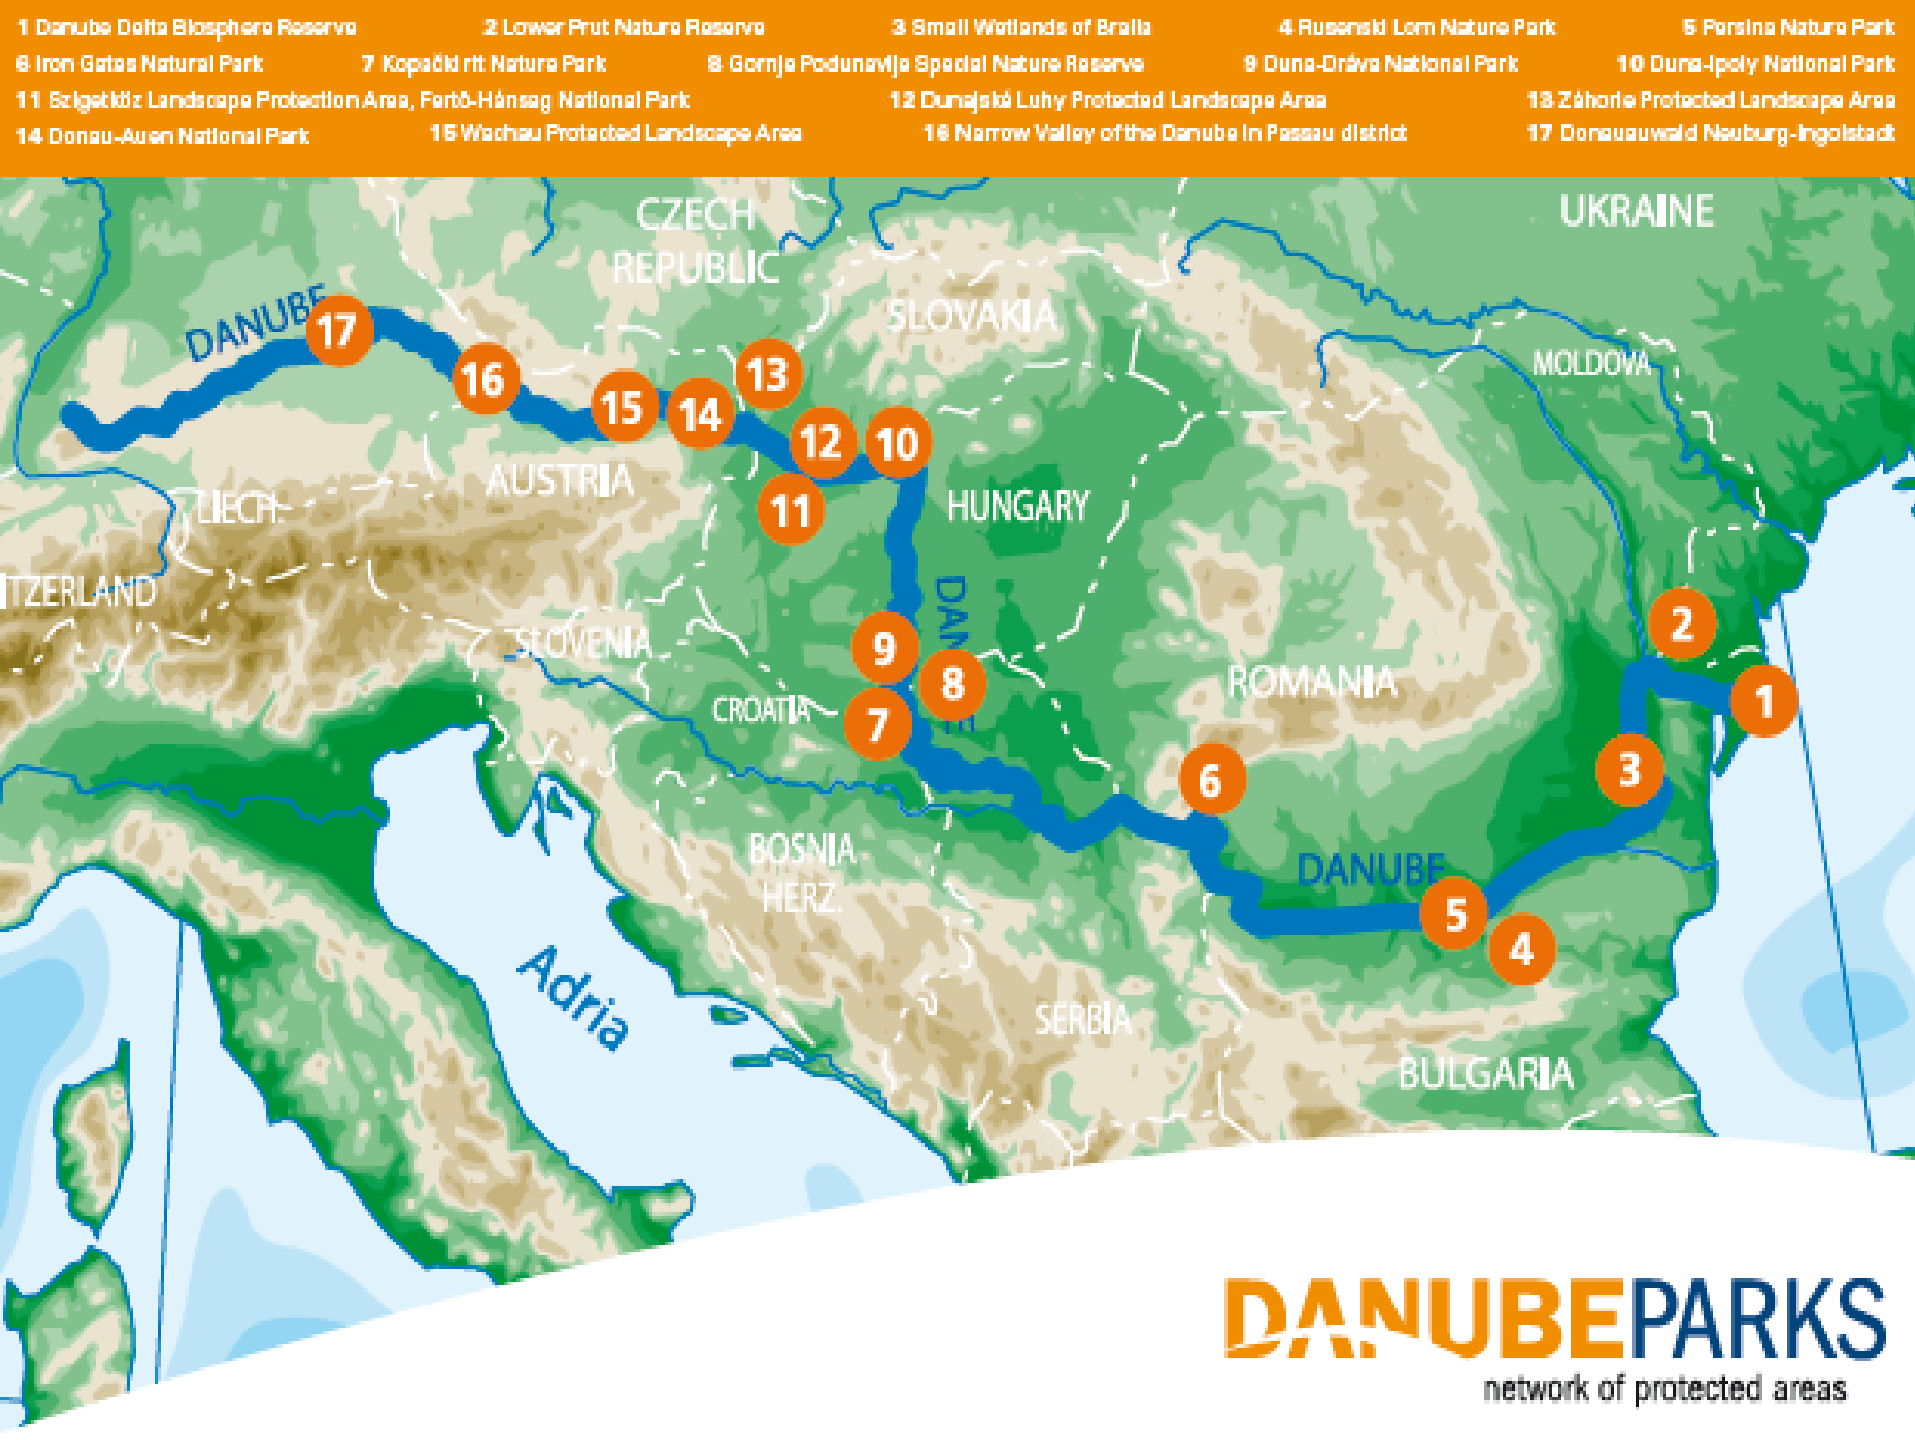 1 Danube Delta Biosphere Reserve 2 Lower Prut Nature Reserve 3 Small Wetlands of Braila 4 Rusenski Lom Nature Park 5 Persina Nature Park
6 Iron Gates Natural Park 7 Kopački rit Nature Park 8 Gornje Podunavlje Special Nature Reserve 9 Duna-Dráva National Park 10 Duna-Ipoly National Park
11 Szigetköz Landscape Protection Area, Fertő-Hánság National Park 12 Dunajské Luhy Protected Landscape Area 13 Záhorie Protected Landscape Area
14 Donau-Auen National Park 15 Wachau Protected Landscape Area 16 Narrow Valley of the Danube in Passau district 17 Donauauwald Neuburg-Ingolstadt
CZECH
REPUBLIC
UKRAINE
SLOVAKIA
DANUBE
17
MOLDOVA
16
13
15
14
12
10
AUSTRIA
LIECH.
11
HUNGARY
ITZERLAND
SLOVENIA
9
DAN
E
8
2
ROMANIA
1
CROATIA
7
6
3
BOSNIA
HERZ.
DANUBE
5
4
Adria
SERBIA
BULGARIA
DANUBEPARKS
network of protected areas